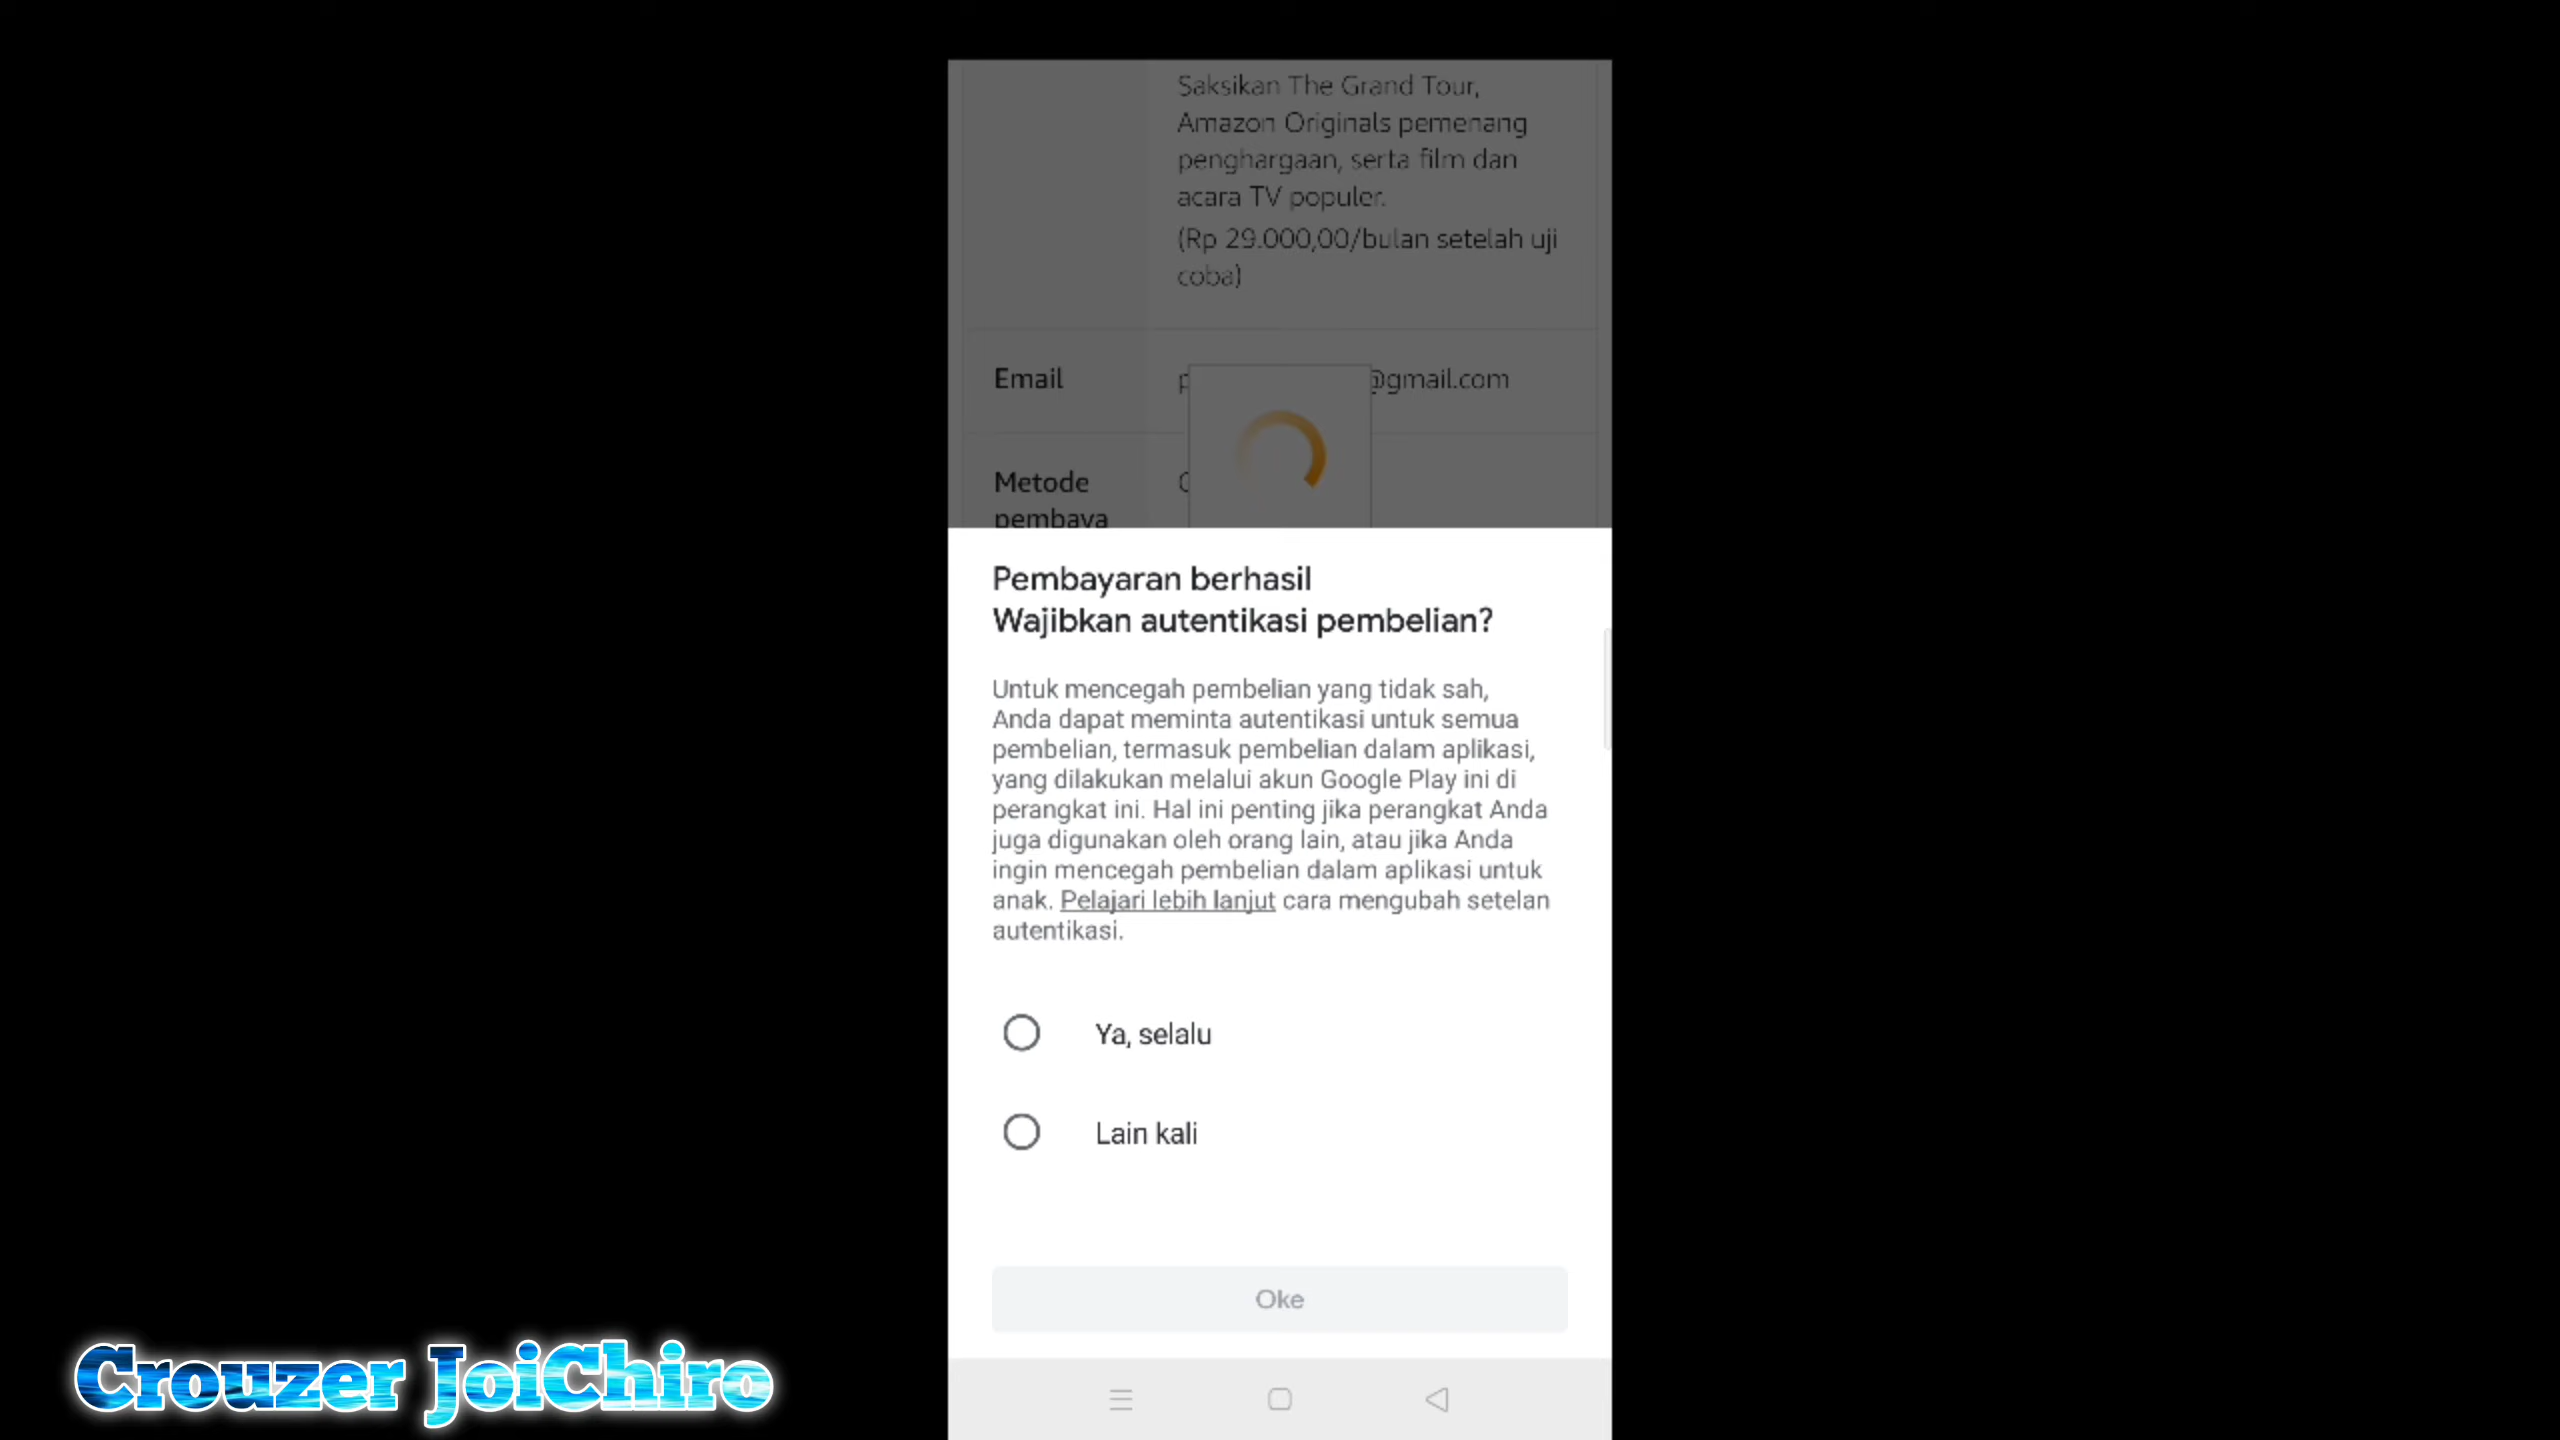 Saksikan The Grand Tour,
Amazon Originals pemenang
penghargaan, serta film dan
acara TV populer.
(Rp 29.000,00/bulan setelah uji
coba)
Email
@gmail.com
Metode
pembaya
Pembayaran berhasil
Wajibkan autentikasi pembelian?
Untuk mencegah pembelian yang tidak sah,
Anda dapat meminta autentikasi untuk semua
pembelian, termasuk pembelian dalam aplikasi,
yang dilakukan melalui akun Google Play ini di
perangkat ini. Hal ini penting jika perangkat Anda
juga digunakan oleh orang lain, atau jika Anda
ingin mencegah pembelian dalam aplikasi untuk
anak. Pelajari lebih lanjut cara mengubah setelan
autentikasi.
Ya, selalu
Lain kali
Oke
Crouzer JoiChiro